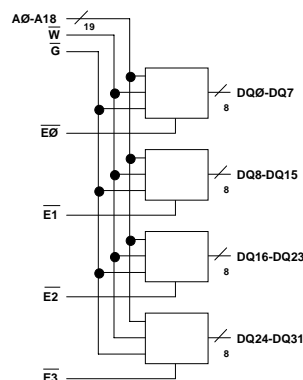 AØ-A18
19
W
G
DQØ-DQ7
8
EØ
DQ8-DQ15
8
E1
DQ16-DQ23
8
E2
DQ24-DQ31
8
E3